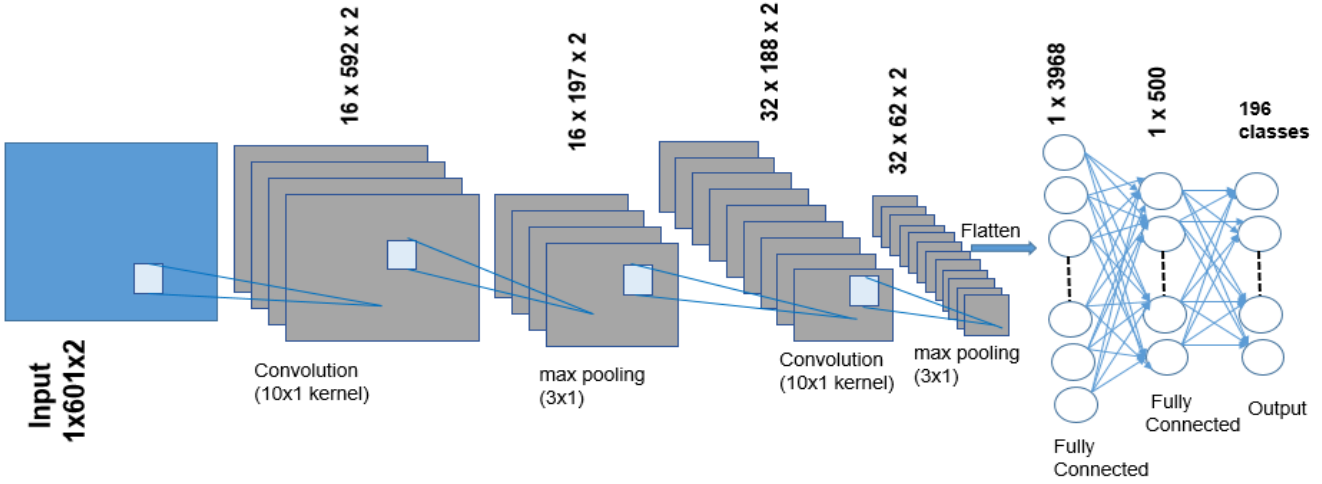 Input
1x601x2
16 x 592 x 2
Convolution
(10x1 kernel)
16 x 197 x 2
max pooling
(3x1)
32 x 188 x 2
Convolution
(10x1 kernel)
32 x 62 x 2
max pooling
(3x1)
Flatten
1 x 3968
Fully
Connected
1 x 500
Fully
Connected
196
classes
Output